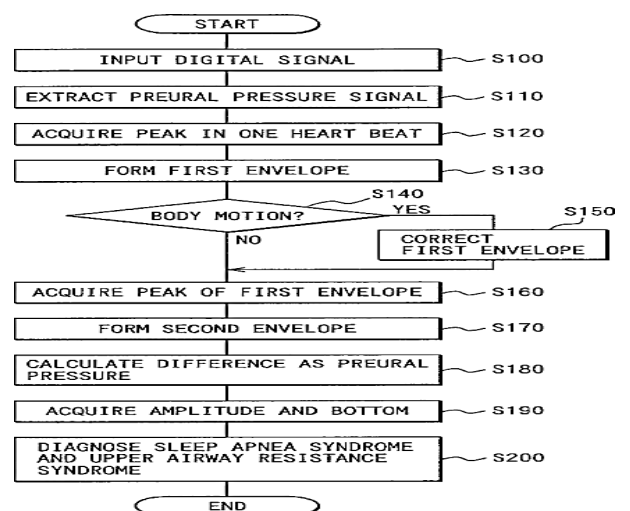 START
INPUT DIGITAL SIGNAL
S100
EXTRACT PREURAL PRESSURE SIGNAL
S110
ACQUIRE PEAK IN ONE HEART BEAT
S120
FORM FIRST ENVELOPE
S130
S140
BODY MOTION?
YES
S150
NO
CORRECT
FIRST ENVELOPE
ACQUIRE PEAK OF FIRST ENVELOPE
S160
FORM SECOND ENVELOPE
S170
CALCULATE DIFFERENCE AS PREURAL
PRESSURE
S180
ACQUIRE AMPLITUDE AND BOTTOM
S190
DIAGNOSE SLEEP APNEA SYNDROME
AND UPPER AIRWAY RESISTANCE
SYNDROME
S200
END